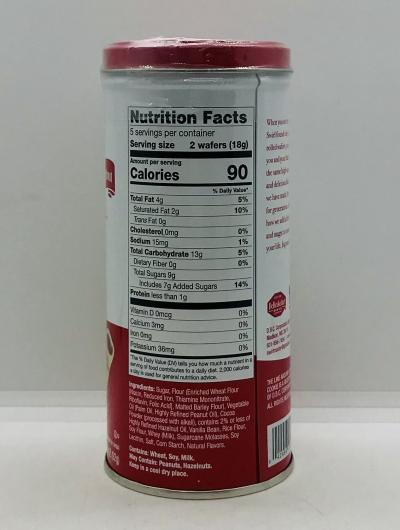 Nutrition Facts
5 servings per container
Serving size 2 wafers (18g)
Amount per serving
Calories 90
% Daily Value*
Total Fat 4g 5%
Saturated Fat 2g 10%
Trans Fat 0g
Cholesterol 0mg 0%
Sodium 15mg 1%
Total Carbohydrate 13g 5%
Dietary Fiber 0g 0%
Total Sugars 9g
Includes 7g Added Sugars 14%
Protein less than 1g
Vitamin D 0mcg 0%
Calcium 3mg 0%
Iron 0mg 0%
Potassium 36mg 0%
*The % Daily Value (DV) tells you how much a nutrient in a
serving of food contributes to a daily diet. 2,000 calories
a day is used for general nutrition advice.
Ingredients: Sugar, Flour (Enriched Wheat Flour
[Niacin, Reduced Iron, Thiamine Mononitrate,
Riboflavin, Folic Acid], Malted Barley Flour), Vegetable
Oil (Palm Oil, Highly Refined Peanut Oil), Cocoa
Powder (processed with alkali), contains 2% or less of
Highly Refined Hazelnut Oil, Vanilla Bean, Rice Flour,
Soy Flour, Whey (Milk), Sugarcane Molasses, Soy
Lecithin, Salt, Corn Starch, Natural Flavors.
Contains: Wheat, Soy, Milk.
May Contain: Peanuts, Hazelnuts.
Keep in a cool dry place.